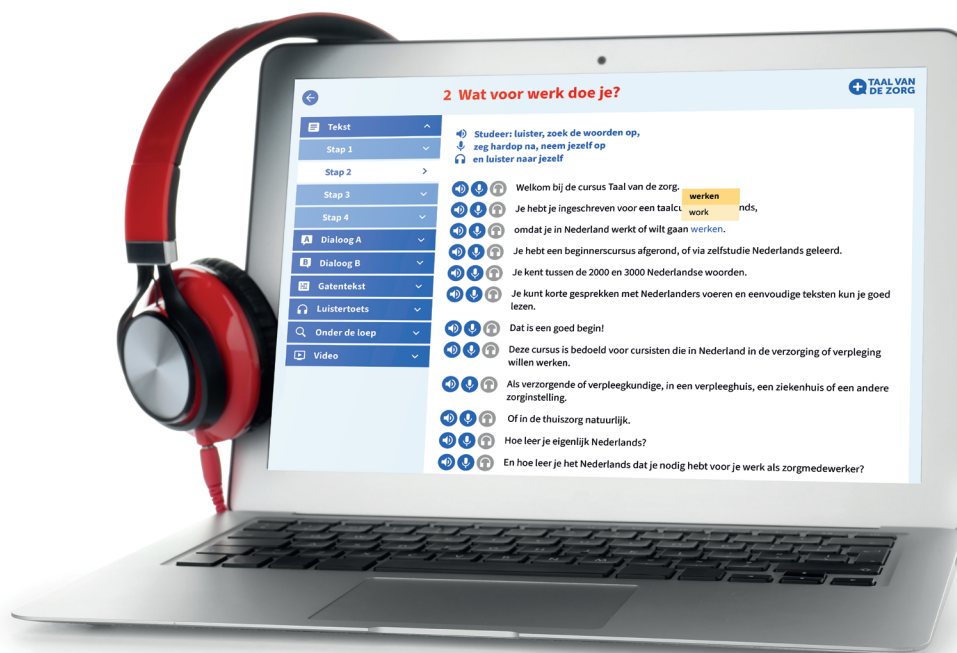 2 Wat voor werk doe je?
TAAL VAN
DE ZORG
Tekst
Stap 1
Stap 2
Stap 3
Stap 4
A Dialoog A
B Dialoog B
Gatentekst
Luistertoets
Onder de loep
Video
Studeer: luister, zoek de woorden op,
zeg hardop na, neem jezelf op
en luister naar jezelf
Welkom bij de cursus Taal van de zorg.
werken
work
Je hebt je ingeschreven voor een
omdat je in Nederland werkt of wilt gaan werken.
Je hebt een beginnerscursus afgerond, of via zelfstudie Nederlands geleerd.
Je kent tussen de 2000 en 3000 Nederlandse woorden.
Je kunt korte gesprekken met Nederlanders voeren en eenvoudige teksten kun je goed
lezen.
Dat is een goed begin!
Deze cursus is bedoeld voor cursisten die in Nederland in de verzorging of verpleging
willen werken.
Als verzorgende of verpleegkundige, in een verpleeghuis, een ziekenhuis of een andere
zorginstelling.
Of in de thuiszorg natuurlijk.
Hoe leer je eigenlijk Nederlands?
En hoe leer je het Nederlands dat je nodig hebt voor je werk als zorgmedewerker?